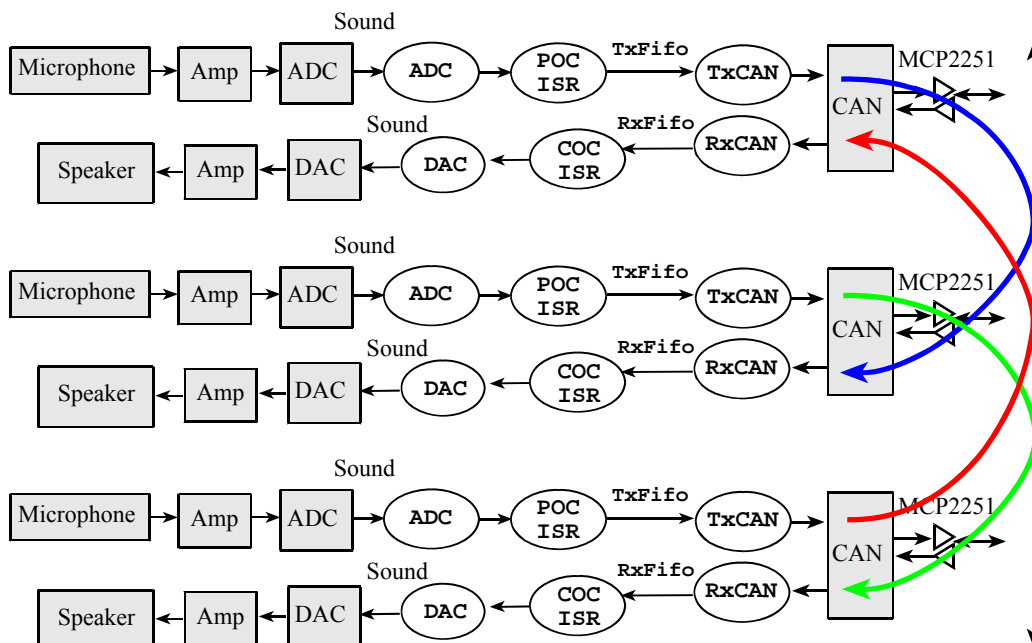 Sound
Microphone Amp ADC ADC POC ISR TxFifo TxCAN CAN MCP2251
Sound
Speaker Amp DAC DAC COC ISR RxFifo RxCAN
Sound
Microphone Amp ADC ADC POC ISR TxFifo TxCAN CAN MCP2251
Sound
Speaker Amp DAC DAC COC ISR RxFifo RxCAN
Sound
Microphone Amp ADC ADC POC ISR TxFifo TxCAN CAN MCP2251
Sound
Speaker Amp DAC DAC COC ISR RxFifo RxCAN